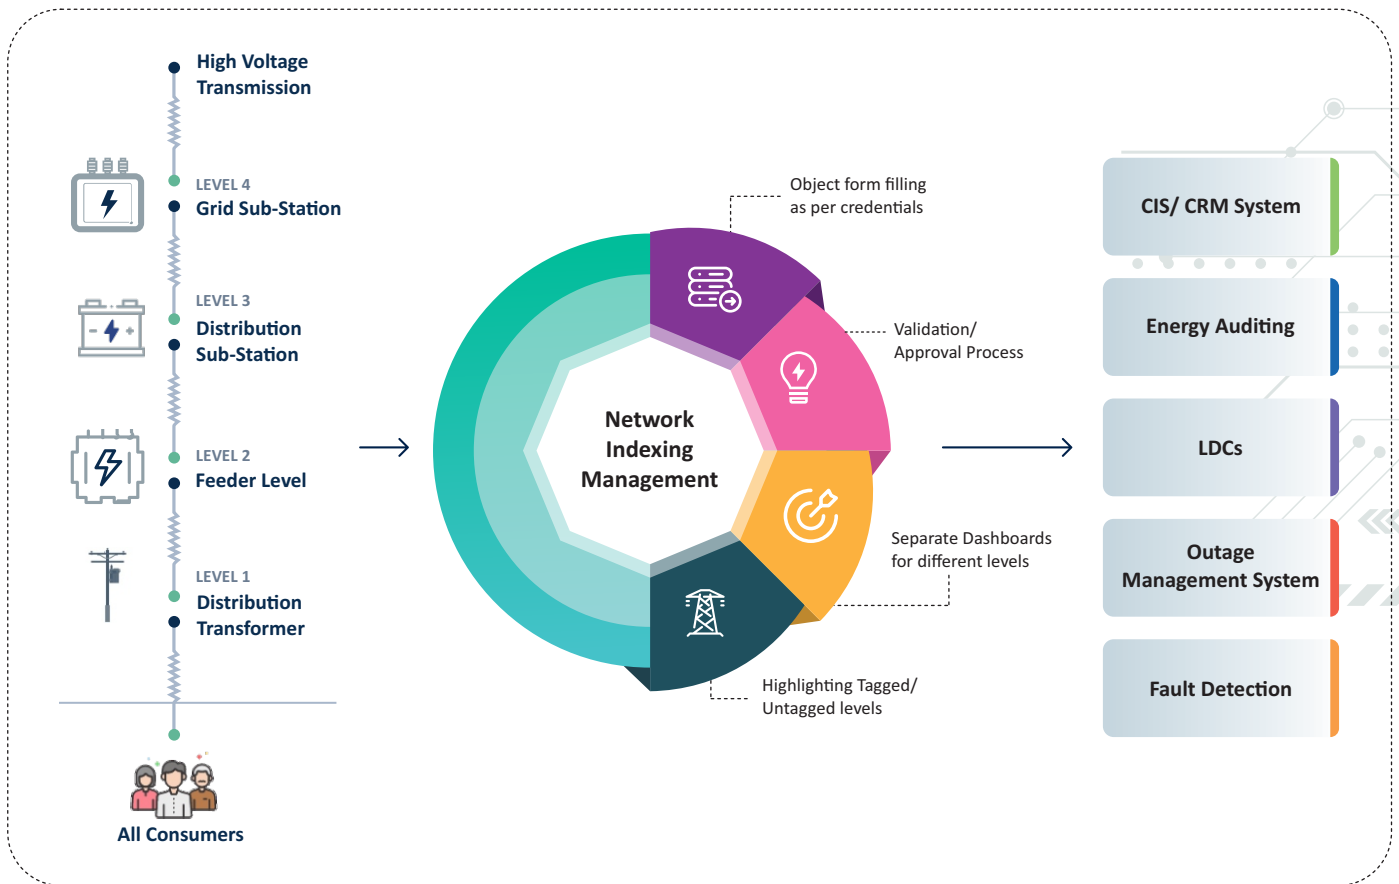 High Voltage
Transmission
LEVEL 4
Grid Sub-Station
LEVEL 3
Distribution
Sub-Station
LEVEL 2
Feeder Level
LEVEL 1
Distribution
Transformer
All Consumers
Network
Indexing
Management
Object form filling
as per credentials
Validation/
Approval Process
Separate Dashboards
for different levels
Highlighting Tagged/
Untagged levels
CIS/ CRM System
Energy Auditing
LDCs
Outage
Management System
Fault Detection